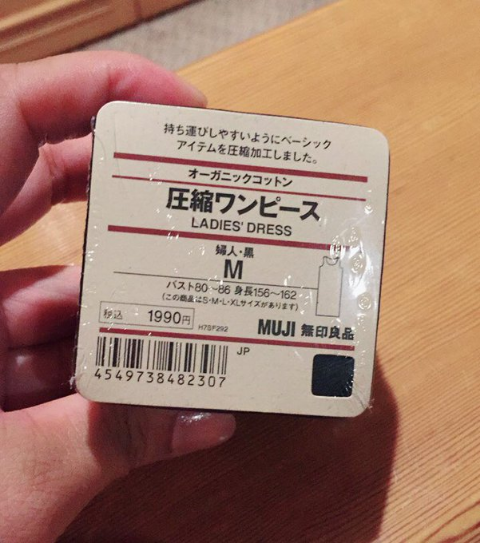 持ち運びしやすいようにベーシック
アイテムを圧縮加工しました。
オーガニックコットン
圧縮ワンピース
LADIES' DRESS
婦人・黒
M
バスト80〜86 身長156〜162
(この商品はS・M・L・XLサイズがあります)
税込 1990円 H7SF292
MUJI 無印良品
JP
4549738482307